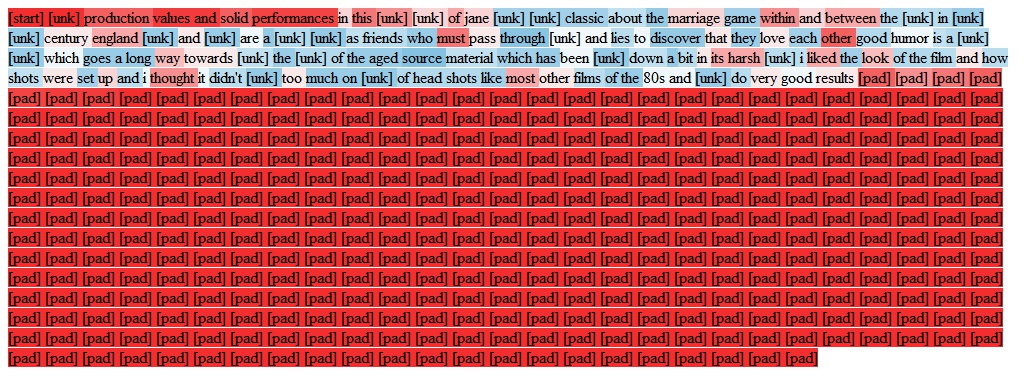 [start] [unk] production values and solid performances in this [unk] [unk] of jane [unk] [unk] classic about the marriage game within and between the [unk] in [unk]
[unk] century england [unk] and [unk] are a [unk] [unk] as friends who must pass through [unk] and lies to discover that they love each other good humor is a [unk]
[unk] which goes a long way towards [unk] the [unk] of the aged source material which has been [unk] down a bit in its harsh [unk] i liked the look of the film and how
shots were set up and i thought it didn't [unk] too much on [unk] of head shots like most other films of the 80s and [unk] do very good results [pad] [pad] [pad] [pad]
[pad] [pad] [pad] [pad] [pad] [pad] [pad] [pad] [pad] [pad] [pad] [pad] [pad] [pad] [pad] [pad] [pad] [pad] [pad] [pad] [pad] [pad] [pad] [pad] [pad] [pad] [pad]
[pad] [pad] [pad] [pad] [pad] [pad] [pad] [pad] [pad] [pad] [pad] [pad] [pad] [pad] [pad] [pad] [pad] [pad] [pad] [pad] [pad] [pad] [pad] [pad] [pad] [pad] [pad]
[pad] [pad] [pad] [pad] [pad] [pad] [pad] [pad] [pad] [pad] [pad] [pad] [pad] [pad] [pad] [pad] [pad] [pad] [pad] [pad] [pad] [pad] [pad] [pad] [pad] [pad] [pad]
[pad] [pad] [pad] [pad] [pad] [pad] [pad] [pad] [pad] [pad] [pad] [pad] [pad] [pad] [pad] [pad] [pad] [pad] [pad] [pad] [pad] [pad] [pad] [pad] [pad] [pad] [pad]
[pad] [pad] [pad] [pad] [pad] [pad] [pad] [pad] [pad] [pad] [pad] [pad] [pad] [pad] [pad] [pad] [pad] [pad] [pad] [pad] [pad] [pad] [pad] [pad] [pad] [pad] [pad]
[pad] [pad] [pad] [pad] [pad] [pad] [pad] [pad] [pad] [pad] [pad] [pad] [pad] [pad] [pad] [pad] [pad] [pad] [pad] [pad] [pad] [pad] [pad] [pad] [pad] [pad] [pad]
[pad] [pad] [pad] [pad] [pad] [pad] [pad] [pad] [pad] [pad] [pad] [pad] [pad] [pad] [pad] [pad] [pad] [pad] [pad] [pad] [pad] [pad] [pad] [pad] [pad] [pad] [pad]
[pad] [pad] [pad] [pad] [pad] [pad] [pad] [pad] [pad] [pad] [pad] [pad] [pad] [pad] [pad] [pad] [pad] [pad] [pad] [pad] [pad] [pad] [pad] [pad] [pad] [pad] [pad]
[pad] [pad] [pad] [pad] [pad] [pad] [pad] [pad] [pad] [pad] [pad] [pad] [pad] [pad] [pad] [pad] [pad] [pad] [pad] [pad] [pad] [pad] [pad] [pad] [pad] [pad] [pad]
[pad] [pad] [pad] [pad] [pad] [pad] [pad] [pad] [pad] [pad] [pad] [pad] [pad] [pad] [pad] [pad] [pad] [pad] [pad] [pad] [pad] [pad] [pad] [pad] [pad] [pad] [pad]
[pad] [pad] [pad] [pad] [pad] [pad] [pad] [pad] [pad] [pad] [pad] [pad] [pad] [pad] [pad] [pad] [pad] [pad] [pad] [pad] [pad] [pad] [pad] [pad] [pad] [pad] [pad]
[pad] [pad] [pad] [pad] [pad] [pad] [pad] [pad] [pad] [pad] [pad] [pad] [pad] [pad] [pad] [pad] [pad] [pad] [pad] [pad] [pad] [pad] [pad] [pad] [pad] [pad] [pad]
[pad] [pad] [pad] [pad] [pad] [pad] [pad] [pad] [pad] [pad] [pad] [pad] [pad] [pad] [pad] [pad] [pad] [pad] [pad] [pad] [pad] [pad] [pad] [pad] [pad] [pad] [pad]
[pad] [pad] [pad] [pad] [pad] [pad] [pad] [pad] [pad] [pad] [pad] [pad] [pad] [pad] [pad] [pad] [pad] [pad] [pad] [pad] [pad] [pad]